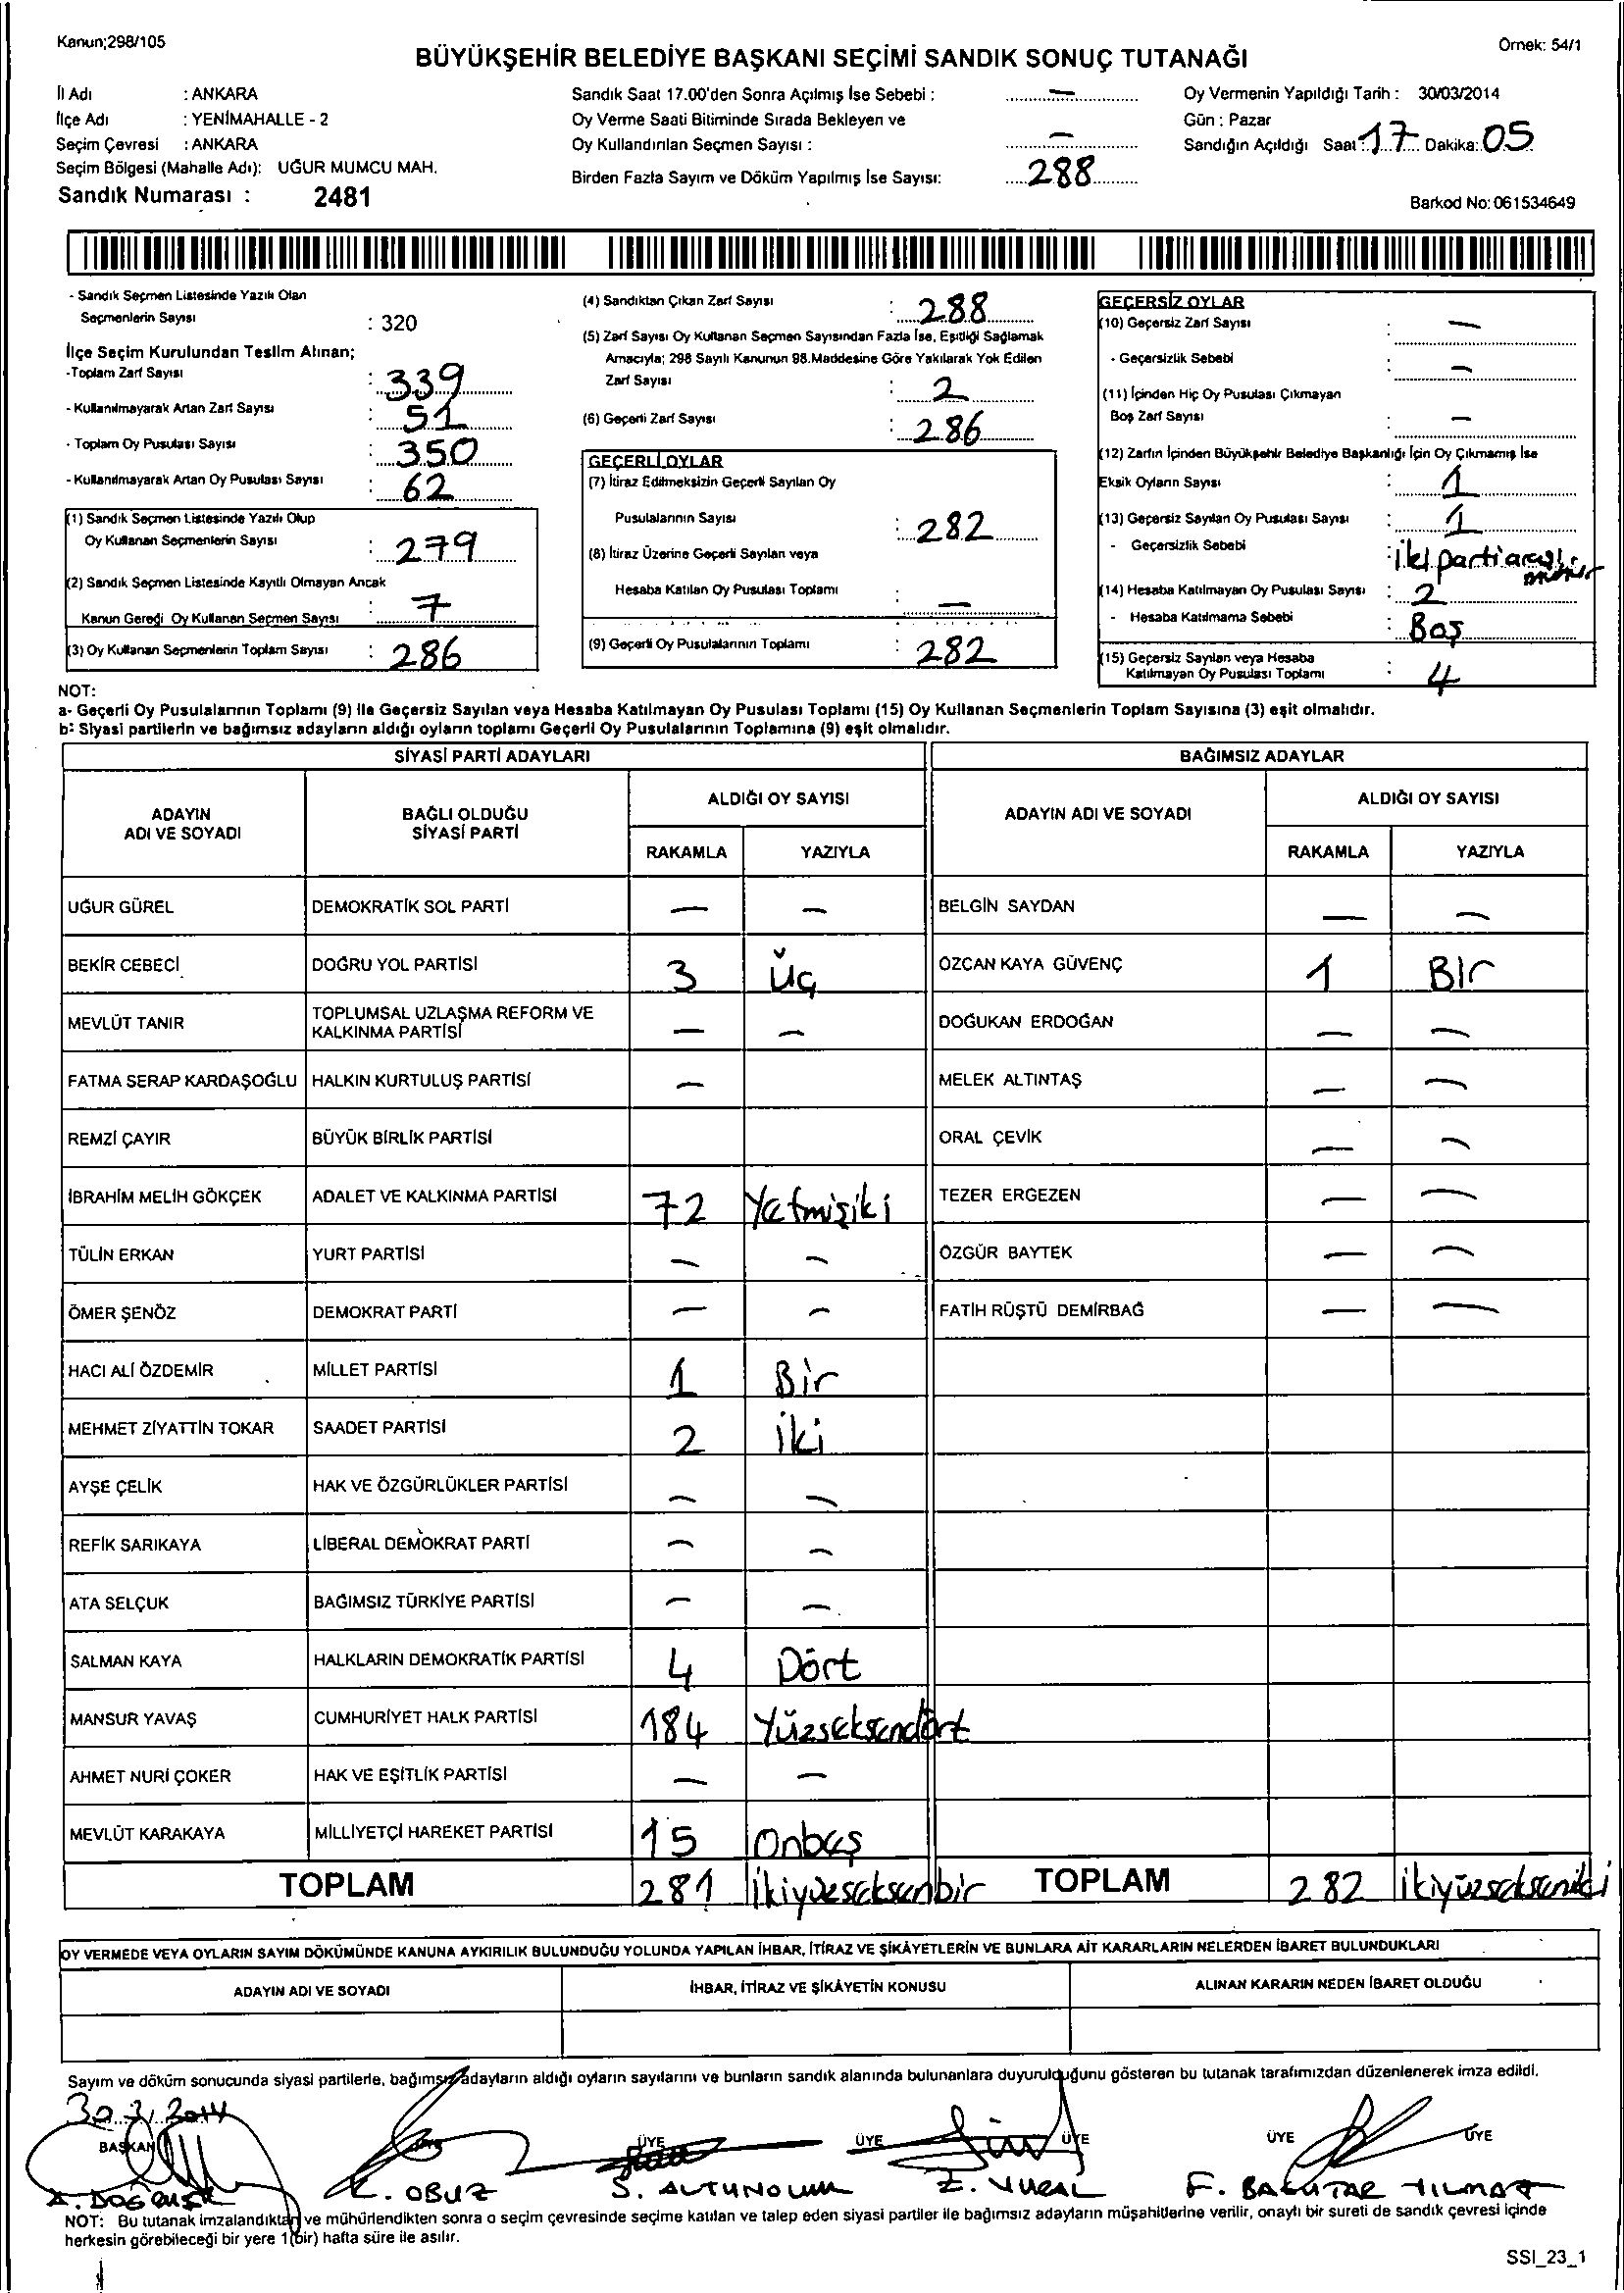 Kanun;298/105
Örnek: 54/1
BÜYÜKŞEHİR BELEDİYE BAŞKANI SEÇİMİ SANDIK SONUÇ TUTANAĞI
İl Adı : ANKARA
İlçe Adı : YENİMAHALLE - 2
Seçim Çevresi : ANKARA
Seçim Bölgesi (Mahalle Adı): UĞUR MUMCU MAH.
Sandık Numarası : 2481
Sandık Saat 17.00'den Sonra Açılmış İse Sebebi : —
Oy Verme Saati Bitiminde Sırada Bekleyen ve
Oy Kullandırılan Seçmen Sayısı : —
Birden Fazla Sayım ve Döküm Yapılmış İse Sayısı: 288
Oy Vermenin Yapıldığı Tarih : 30/03/2014
Gün : Pazar
Sandığın Açıldığı Saat : 17 Dakika: 05
Barkod No: 061534649
- Sandık Seçmen Listesinde Yazılı Olan
Seçmenlerin Sayısı : 320
İlçe Seçim Kurulundan Teslim Alınan;
-Toplam Zarf Sayısı : 339
- Kullanılmayarak Artan Zarf Sayısı : 51
- Toplam Oy Pusulası Sayısı : 350
- Kullanılmayarak Artan Oy Pusulası Sayısı : 62
(1) Sandık Seçmen Listesinde Yazılı Olup
Oy Kullanan Seçmenlerin Sayısı : 279
(2) Sandık Seçmen Listesinde Kayıtlı Olmayan Ancak
Kanun Gereği Oy Kullanan Seçmen Sayısı : 7
(3) Oy Kullanan Seçmenlerin Toplam Sayısı : 286
(4) Sandıktan Çıkan Zarf Sayısı : 288
(5) Zarf Sayısı Oy Kullanan Seçmen Sayısından Fazla İse, Eşitliği Sağlamak
Amacıyla; 298 Sayılı Kanunun 98.Maddesine Göre Yakılarak Yok Edilen
Zarf Sayısı : 2
(6) Geçerli Zarf Sayısı : 286
GEÇERLİ OYLAR
(7) İtiraz Edilmeksizin Geçerli Sayılan Oy
Pusulalarının Sayısı : 282
(8) İtiraz Üzerine Geçerli Sayılan veya
Hesaba Katılan Oy Pusulası Toplamı : —
(9) Geçerli Oy Pusulalarının Toplamı : 282
GEÇERSİZ OYLAR
(10) Geçersiz Zarf Sayısı : —
- Geçersizlik Sebebi : —
(11) İçinden Hiç Oy Pusulası Çıkmayan
Boş Zarf Sayısı : —
(12) Zarfın İçinden Büyükşehir Belediye Başkanlığı İçin Oy Çıkmamış İse
Eksik Oyların Sayısı : 1
(13) Geçersiz Sayılan Oy Pusulası Sayısı : 1
- Geçersizlik Sebebi : İki parti
(14) Hesaba Katılmayan Oy Pusulası Sayısı : 2
- Hesaba Katılmama Sebebi : Boş
(15) Geçersiz Sayılan veya Hesaba
Katılmayan Oy Pusulası Toplamı : 4
NOT:
a- Geçerli Oy Pusulalarının Toplamı (9) ile Geçersiz Sayılan veya Hesaba Katılmayan Oy Pusulası Toplamı (15) Oy Kullanan Seçmenlerin Toplam Sayısına (3) eşit olmalıdır.
b- Siyasi partilerin ve bağımsız adayların aldığı oyların toplamı Geçerli Oy Pusulalarının Toplamına (9) eşit olmalıdır.
SİYASİ PARTİ ADAYLARI BAĞIMSIZ ADAYLAR
ADAYIN ADI VE SOYADI BAĞLI OLDUĞU SİYASİ PARTİ ALDIĞI OY SAYISI ADAYIN ADI VE SOYADI ALDIĞI OY SAYISI
RAKAMLA YAZIYLA RAKAMLA YAZIYLA
UĞUR GÜREL DEMOKRATİK SOL PARTİ — — BELGİN SAYDAN — —
BEKİR CEBECİ DOĞRU YOL PARTİSİ 3 Üç ÖZCAN KAYA GÜVENÇ 1 BİR
MEVLÜT TANIR TOPLUMSAL UZLAŞMA REFORM VE KALKINMA PARTİSİ — — DOĞUKAN ERDOĞAN — —
FATMA SERAP KARDAŞOĞLU HALKIN KURTULUŞ PARTİSİ — MELEK ALTINTAŞ — —
REMZİ ÇAYIR BÜYÜK BİRLİK PARTİSİ ORAL ÇEVİK — —
İBRAHİM MELİH GÖKÇEK ADALET VE KALKINMA PARTİSİ 72 Yetmişiki TEZER ERGEZEN — —
TÜLİN ERKAN YURT PARTİSİ — — ÖZGÜR BAYTEK — —
ÖMER ŞENÖZ DEMOKRAT PARTİ — — FATİH RÜŞTÜ DEMİRBAĞ — —
HACI ALİ ÖZDEMİR MİLLET PARTİSİ 1 Bir
MEHMET ZİYATTİN TOKAR SAADET PARTİSİ 2 İki
AYŞE ÇELİK HAK VE ÖZGÜRLÜKLER PARTİSİ — —
REFİK SARIKAYA LİBERAL DEMOKRAT PARTİ — —
ATA SELÇUK BAĞIMSIZ TÜRKİYE PARTİSİ — —
SALMAN KAYA HALKLARIN DEMOKRATİK PARTİSİ 4 Dört
MANSUR YAVAŞ CUMHURİYET HALK PARTİSİ 184 Yüzseksendört
AHMET NURİ ÇOKER HAK VE EŞİTLİK PARTİSİ — —
MEVLÜT KARAKAYA MİLLİYETÇİ HAREKET PARTİSİ 15 Onbeş
TOPLAM 281 İkiyüzseksenbir TOPLAM 282 ikiyüzsekseniki
OY VERMEDE VEYA OYLARIN SAYIM DÖKÜMÜNDE KANUNA AYKIRILIK BULUNDUĞU YOLUNDA YAPILAN İHBAR, İTİRAZ VE ŞİKÂYETLERİN VE BUNLARA AİT KARARLARIN NELERDEN İBARET BULUNDUKLARI
ADAYIN ADI VE SOYADI İHBAR, İTİRAZ VE ŞİKÂYETİN KONUSU ALINAN KARARIN NEDEN İBARET OLDUĞU
Sayım ve döküm sonucunda siyasi partilerle, bağımsız adayların aldığı oyların sayılarını ve bunların sandık alanında bulunanlara duyurulduğunu gösteren bu tutanak tarafımızdan düzenlenerek imza edildi.
30.3.2014
BAŞKAN ÜYE ÜYE ÜYE ÜYE ÜYE
K. OBUZ Z. VURAL F. YILMAZ
NOT: Bu tutanak imzalandıktan ve mühürlendikten sonra o seçim çevresinde seçime katılan ve talep eden siyasi partiler ile bağımsız adayların müşahitlerine verilir, onaylı bir sureti de sandık çevresi içinde
herkesin görebileceği bir yere 1(bir) hafta süre ile asılır.
SSI_23_1